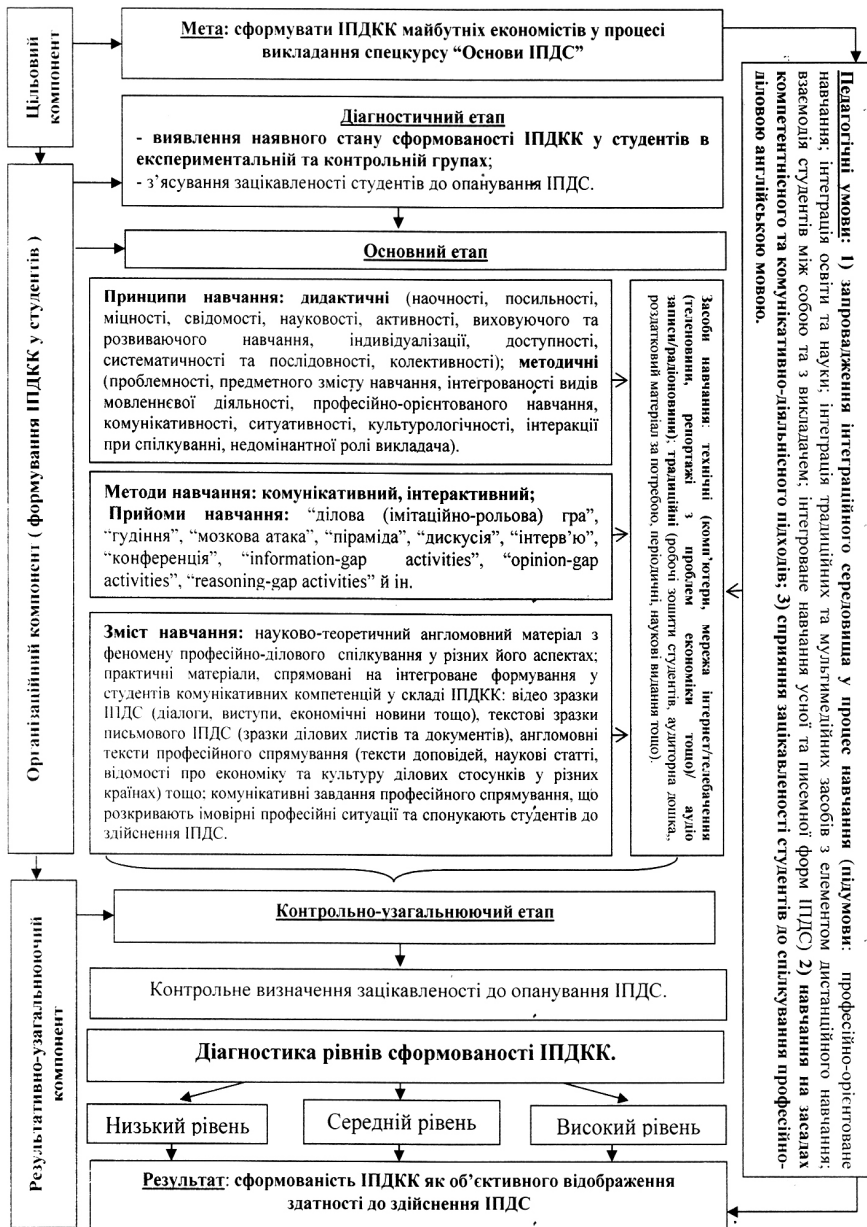 Цільовий
компонент
Мета: сформувати ІПДКК майбутніх економістів у процесі
викладання спецкурсу “Основи ІПДС”
Діагностичний етап
- виявлення наявного стану сформованості ІПДКК у студентів в
експериментальній та контрольній групах;
- з’ясування зацікавленості студентів до опанування ІПДС.
Організаційний компонент ( формування ІПДКК у студентів )
Основний етап
Принципи навчання: дидактичні (наочності, посильності,
міцності, свідомості, науковості, активності, виховуючого та
розвиваючого навчання, індивідуалізації, доступності,
систематичності та послідовності, колективності); методичні
(проблемності, предметного змісту навчання, інтегрованості видів
мовленнєвої діяльності, професійно-орієнтованого навчання,
комунікативності, ситуативності, культурологічності, інтеракції
при спілкуванні, недомінантної ролі викладача).
Методи навчання: комунікативний, інтерактивний;
Прийоми навчання: “ділова (імітаційно-рольова) гра”,
“гудіння”, “мозкова атака”, “піраміда”, “дискусія”, “інтерв’ю”,
“конференція”, “information-gap activities”, “opinion-gap
activities”, “reasoning-gap activities” й ін.
Зміст навчання: науково-теоретичний англомовний матеріал з
феномену професійно-ділового спілкування у різних його аспектах;
практичні матеріали, спрямовані на інтегроване формування у
студентів комунікативних компетенцій у складі ІПДКК: відео зразки
ІПДС (діалоги, виступи, економічні новини тощо), текстові зразки
письмового ІПДС (зразки ділових листів та документів), англомовні
тексти професійного спрямування (тексти доповідей, наукові статті,
відомості про економіку та культуру ділових стосунків у різних
країнах) тощо; комунікативні завдання професійного спрямування, що
розкривають імовірні професійні ситуації та спонукають студентів до
здійснення ІПДС.
Засоби навчання: технічні (комп’ютери, мережа інтернет/телебачення
(теленовини, репортажі з проблем економіки тощо)/ аудіо
записи/радіоновини); традиційні (робочі зошити студентів, аудиторна дошка,,
роздатковий матеріал за потребою, періодичні, наукові видання тощо).
Педагогічні умови: 1) запровадження інтеграційного середовища у процес навчання (підумови: професійно-орієнтоване
навчання; інтеграція освіти та науки; інтеграція традиційних та мультимедійних засобів з елементом дистанційного навчання;
взаємодія студентів між собою та з викладачем; інтегроване навчання усної та писемної форм ІПДС) 2) навчання на засадах
компетентнісного та комунікативно-діяльнісного підходів; 3) сприяння зацікавленості студентів до спілкування професійно-
діловою англійською мовою.
Результативно-узагальнюючий
компонент
Контрольно-узагальнюючий етап
Контрольне визначення зацікавленості до опанування ІПДС.
Діагностика рівнів сформованості ІПДКК.
Низький рівень
Середній рівень
Високий рівень
Результат: сформованість ІПДКК як об’єктивного відображення
здатності до здійснення ІПДС